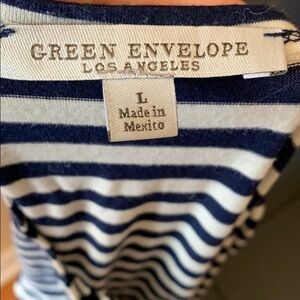 GREEN ENVELOPE
LOS ANGELES
L
Made in
Mexico